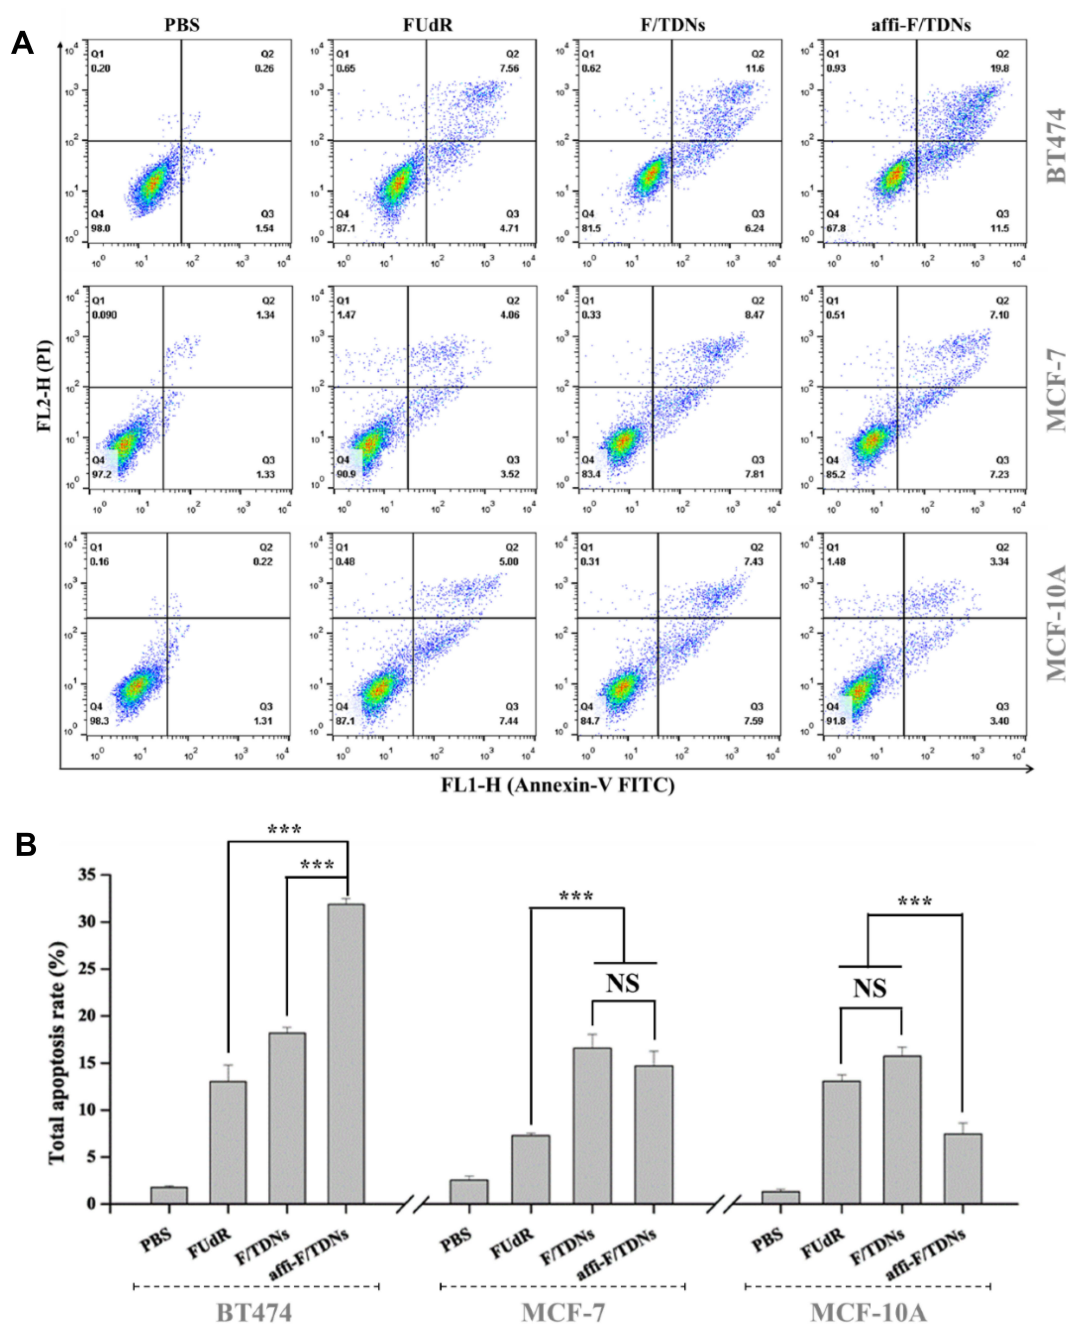 A
PBS FUdR F/TDNs affi-F/TDNs
Q1 Q2 Q1 Q2 Q1 Q2 Q1 Q2
0.20 0.26 0.65 7.56 0.62 11.6 0.93 19.8
Q4 Q3 Q4 Q3 Q4 Q3 Q4 Q3
98.0 1.54 87.1 4.71 81.5 6.24 67.8 11.5
BT474
Q1 Q2 Q1 Q2 Q1 Q2 Q1 Q2
0.090 1.34 1.47 4.06 0.33 8.47 0.51 7.10
Q4 Q3 Q4 Q3 Q4 Q3 Q4 Q3
97.2 1.33 90.9 3.52 83.4 7.81 85.2 7.23
MCF-7
Q1 Q2 Q1 Q2 Q1 Q2 Q1 Q2
0.16 0.22 0.48 5.00 0.31 7.43 1.48 3.34
Q4 Q3 Q4 Q3 Q4 Q3 Q4 Q3
98.3 1.31 87.1 7.44 84.7 7.59 91.8 3.40
MCF-10A
FL2-H (PI)
FL1-H (Annexin-V FITC)
B
Total apoptosis rate (%)
35
30
25
20
15
10
5
0
*** *** *** ***
NS NS
PBS FUdR F/TDNs affi-F/TDNs PBS FUdR F/TDNs affi-F/TDNs PBS FUdR F/TDNs affi-F/TDNs
BT474 MCF-7 MCF-10A